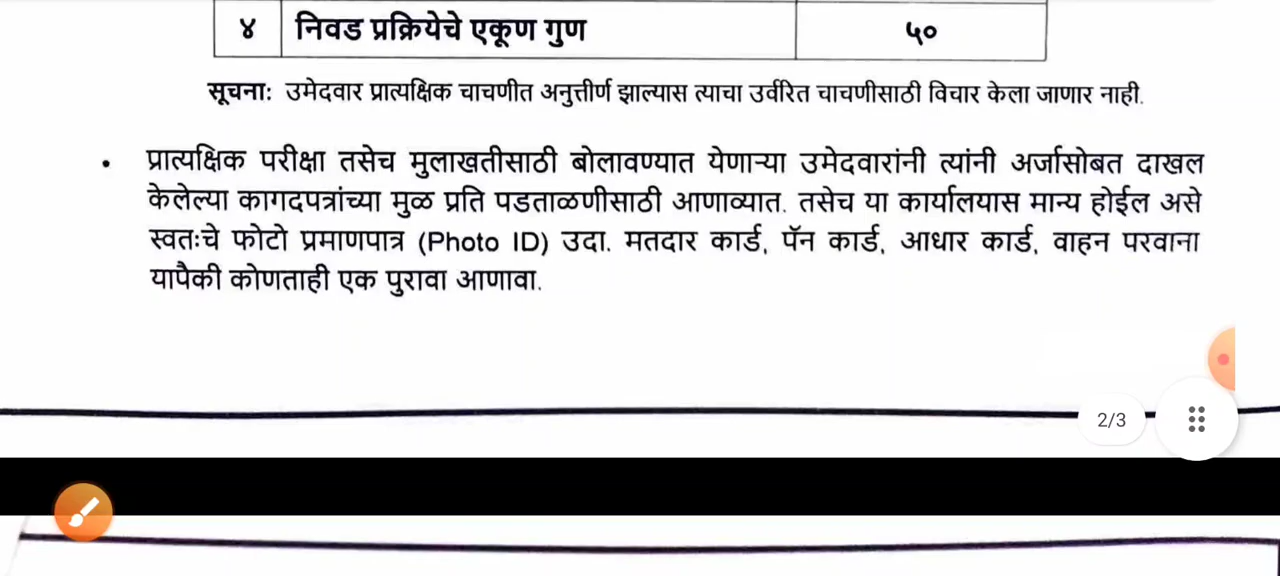 ४ निवड प्रक्रियेचे एकूण गुण ५०
सूचना: उमेदवार प्रात्यक्षिक चाचणीत अनुत्तीर्ण झाल्यास त्याचा उर्वरित चाचणीसाठी विचार केला जाणार नाही.
• प्रात्यक्षिक परीक्षा तसेच मुलाखतीसाठी बोलावण्यात येणाऱ्या उमेदवारांनी त्यांनी अर्जासोबत दाखल
केलेल्या कागदपत्रांच्या मुळ प्रति पडताळणीसाठी आणाव्यात. तसेच या कार्यालयास मान्य होईल असे
स्वतःचे फोटो प्रमाणपात्र (Photo ID) उदा. मतदार कार्ड, पॅन कार्ड, आधार कार्ड, वाहन परवाना
यापैकी कोणताही एक पुरावा आणावा.
2/3